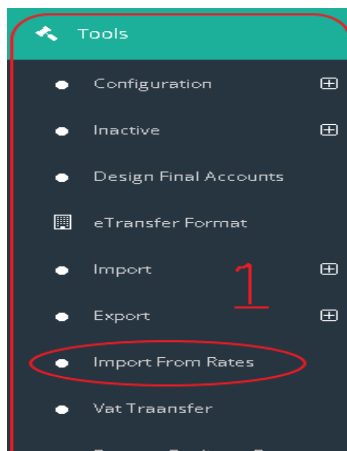 Tools
Configuration
Inactive
Design Final Accounts
eTransfer Format
Import
1
Export
Import From Rates
Vat Traansfer